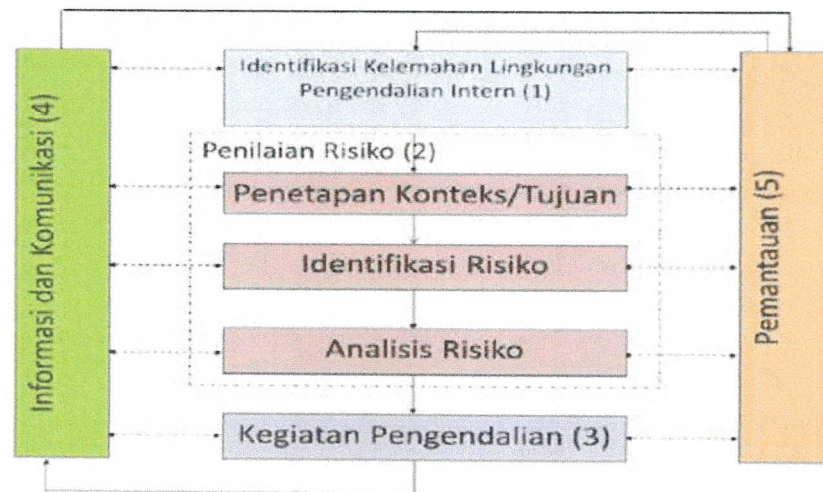 Identifikasi Kelemahan Lingkungan
Pengendalian Intern (1)
Penilaian Risiko (2)
Penetapan Konteks/Tujuan
Identifikasi Risiko
Analisis Risiko
Kegiatan Pengendalian (3)
Informasi dan Komunikasi (4)
Pemantauan (5)